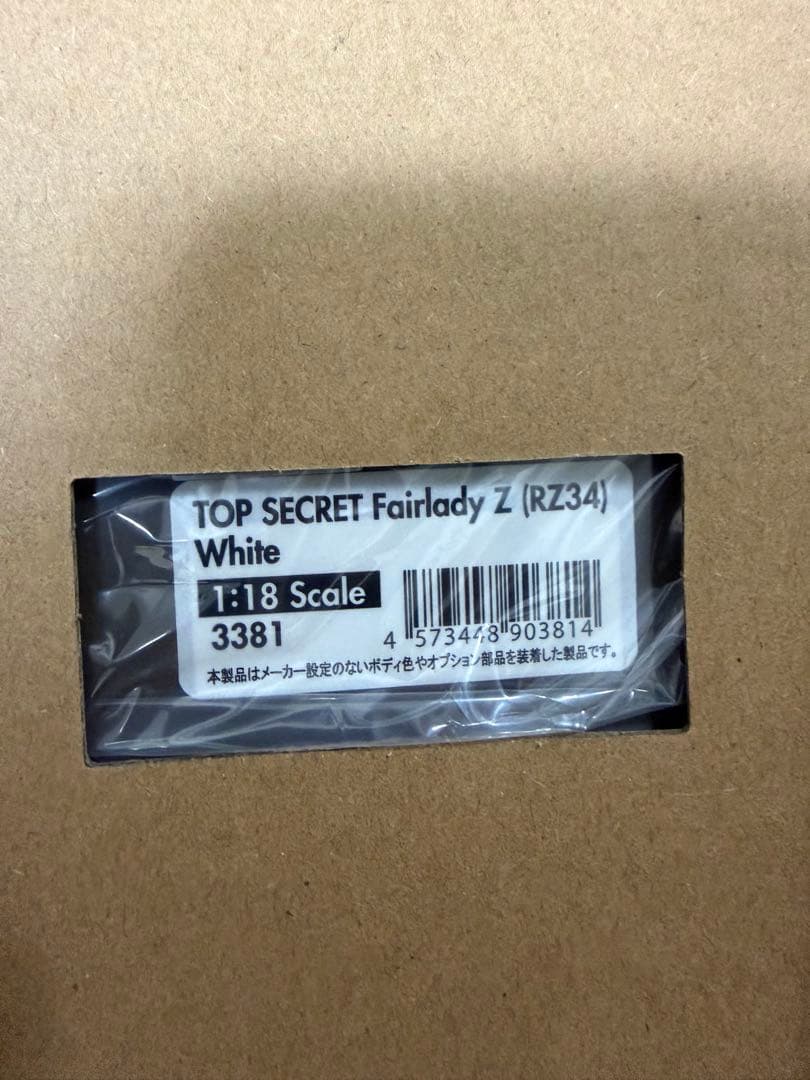 TOP SECRET Fairlady Z (RZ34)
White
1:18 Scale
3381
4 573448 903814
本製品はメーカー設定のないボディ色やオプション部品を装着した製品です。